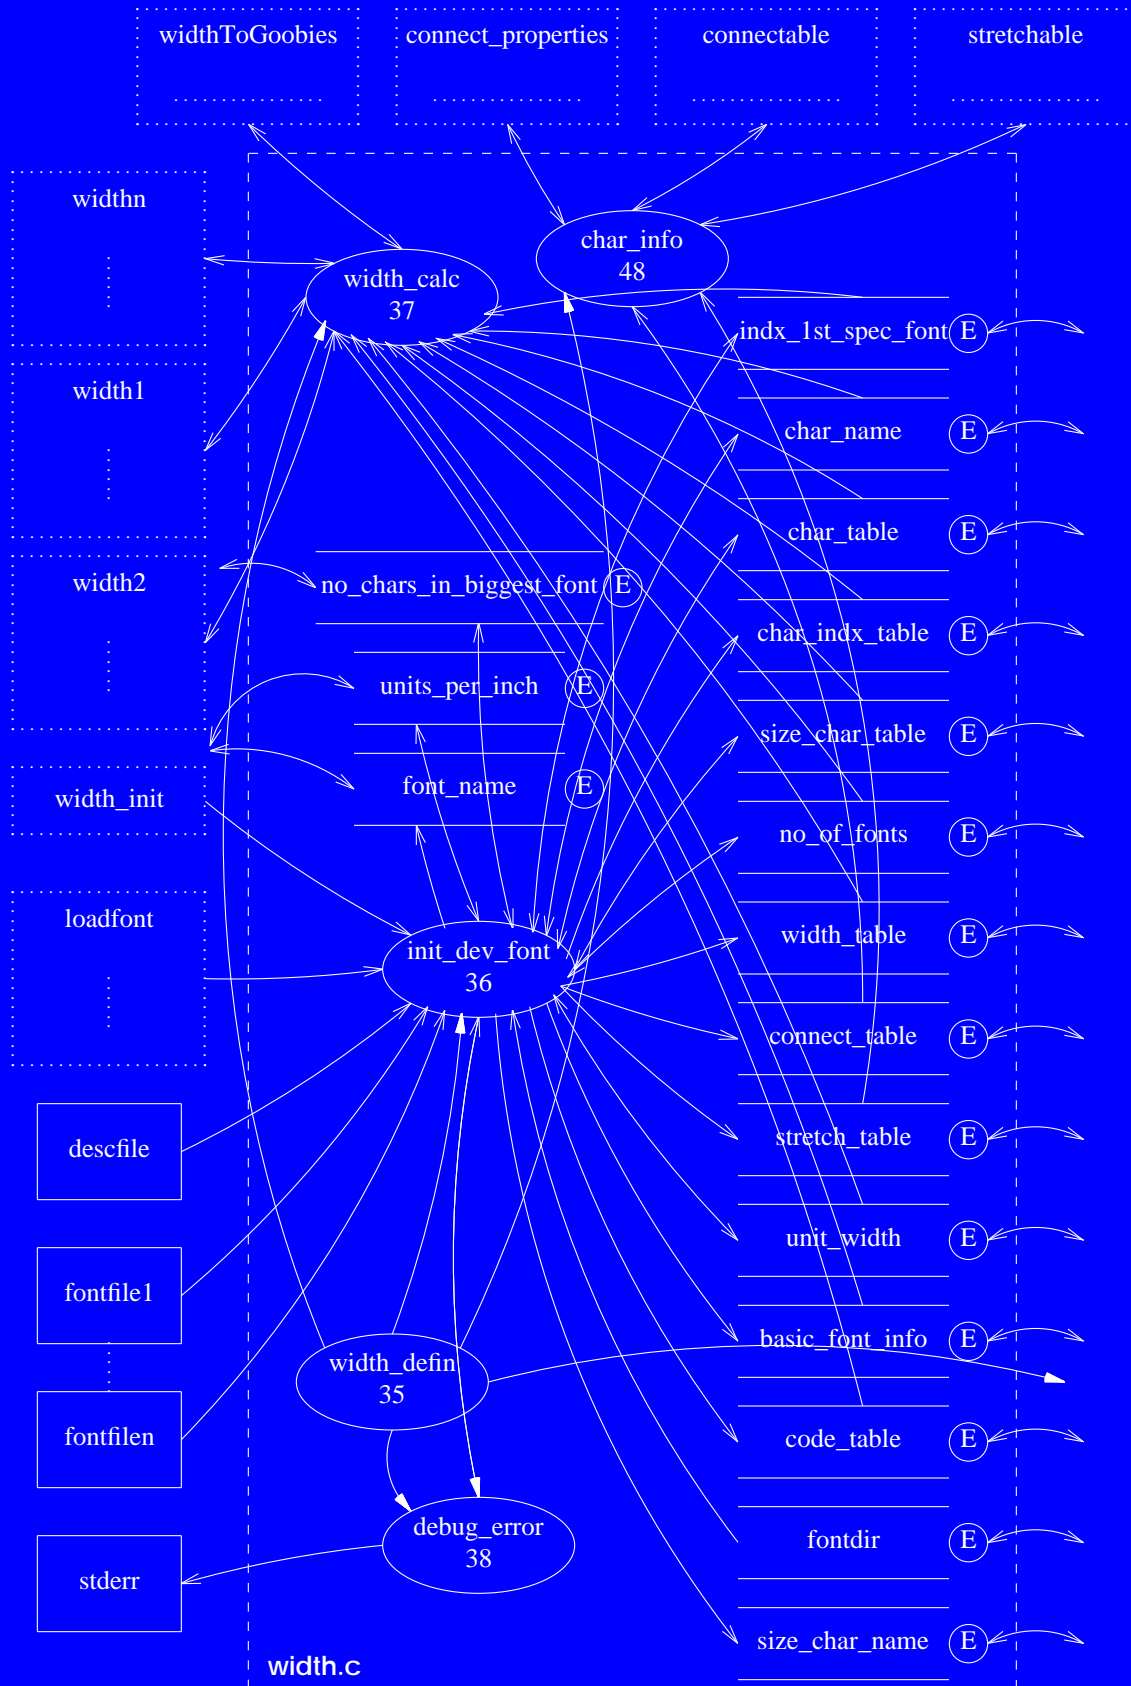 widthToGoobies
connect_properties
connectable
stretchable
widthn
char_info
48
width_calc
37
indx_1st_spec_font
E
width1
char_name
E
char_table
E
width2
no_chars_in_biggest_font
E
char_indx_table
E
units_per_inch
E
size_char_table
E
font_name
E
width_init
no_of_fonts
E
loadfont
init_dev_font
36
width_table
E
connect_table
E
descfile
stretch_table
E
unit_width
E
fontfile1
basic_font_info
E
width_defin
35
fontfilen
code_table
E
debug_error
38
fontdir
E
stderr
size_char_name
E
width.c